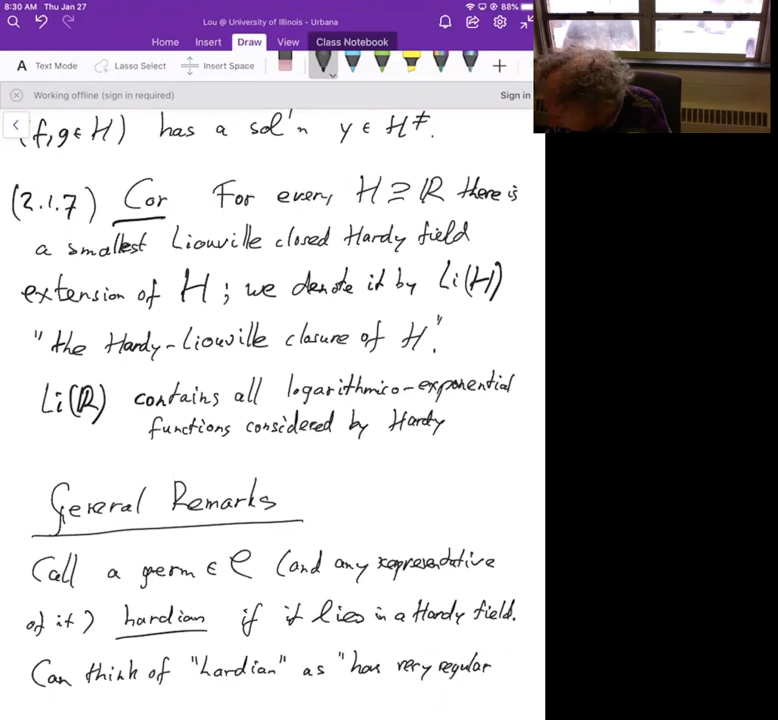 8:30 AM Thu Jan 27
88%
Lou @ University of Illinois - Urbana
Home Insert Draw View Class Notebook
A Text Mode Lasso Select Insert Space
Working offline (sign in required) Sign in
(f,g ∈ H) has a sol'n y ∈ H≠.
(2.1.7) Cor For every H ⊇ ℝ there is
a smallest Liouville closed Hardy field
extension of H ; we denote it by Li(H)
"the Hardy-Liouville closure of H".
Li(ℝ) contains all logarithmico-exponential
functions considered by Hardy
General Remarks
Call a germ ∈ 𝒞 (and any representative
of it) hardian if it lies in a Hardy field.
Can think of "hardian" as "has very regular